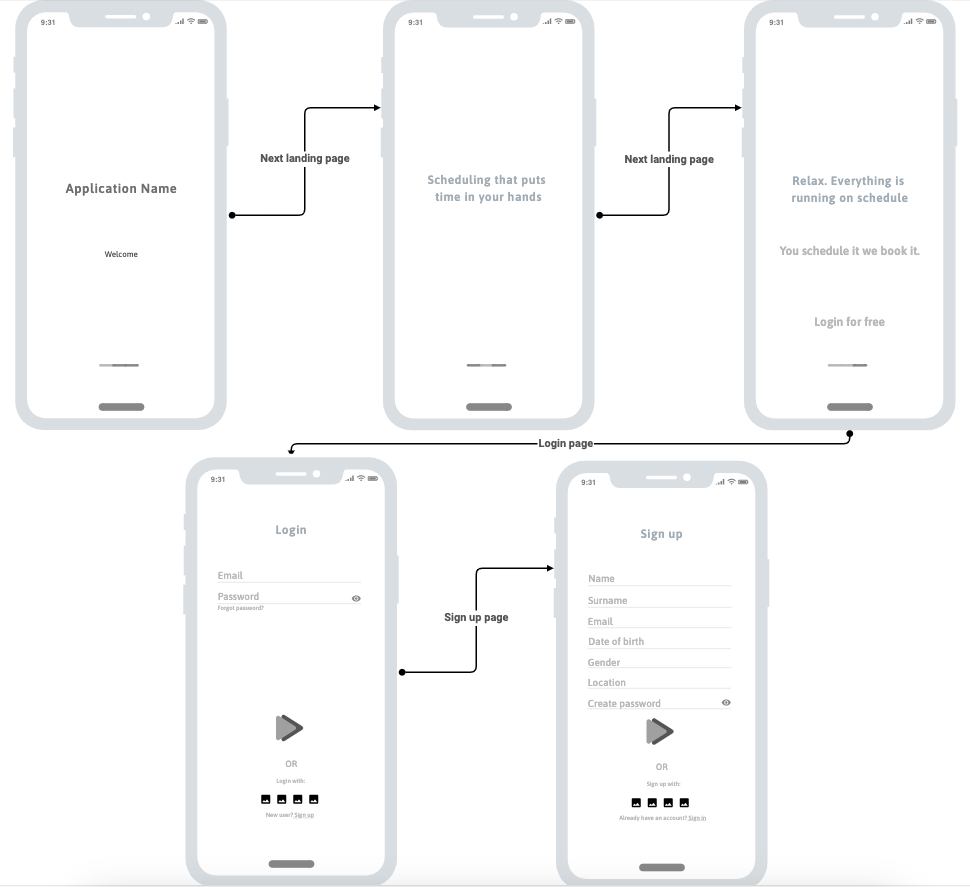 9:31
Application Name
Welcome
Next landing page
9:31
Scheduling that puts
time in your hands
Next landing page
9:31
Relax. Everything is
running on schedule
You schedule it we book it.
Login for free
Login page
9:31
Login
Email
Password
Forgot password?
OR
Login with:
New user? Sign up
Sign up page
9:31
Sign up
Name
Surname
Email
Date of birth
Gender
Location
Create password
OR
Sign up with:
Already have an account? Sign in